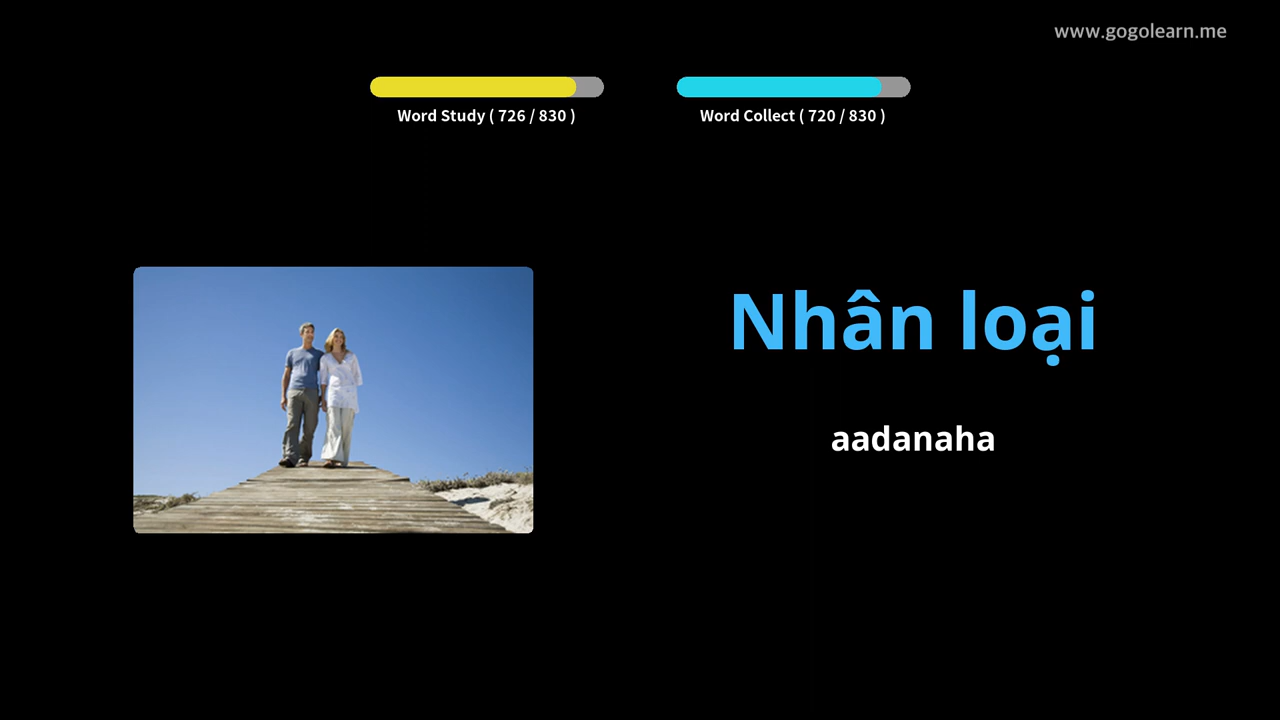 www.gogolearn.me
Word Study ( 726 / 830 )
Word Collect ( 720 / 830 )
Nhân loại
aadanaha